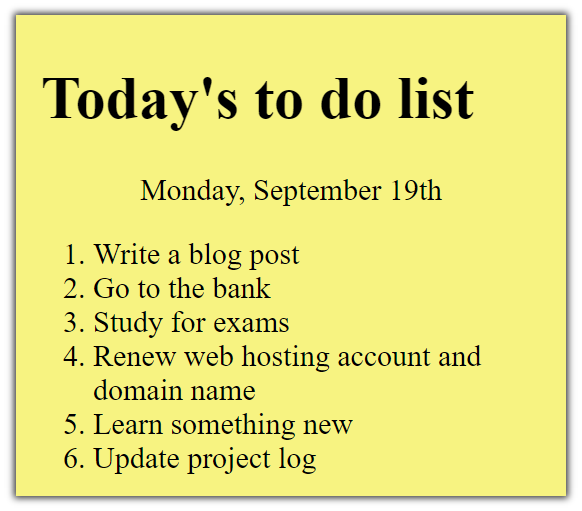 Today's to do list
Monday, September 19th
1. Write a blog post
2. Go to the bank
3. Study for exams
4. Renew web hosting account and
domain name
5. Learn something new
6. Update project log